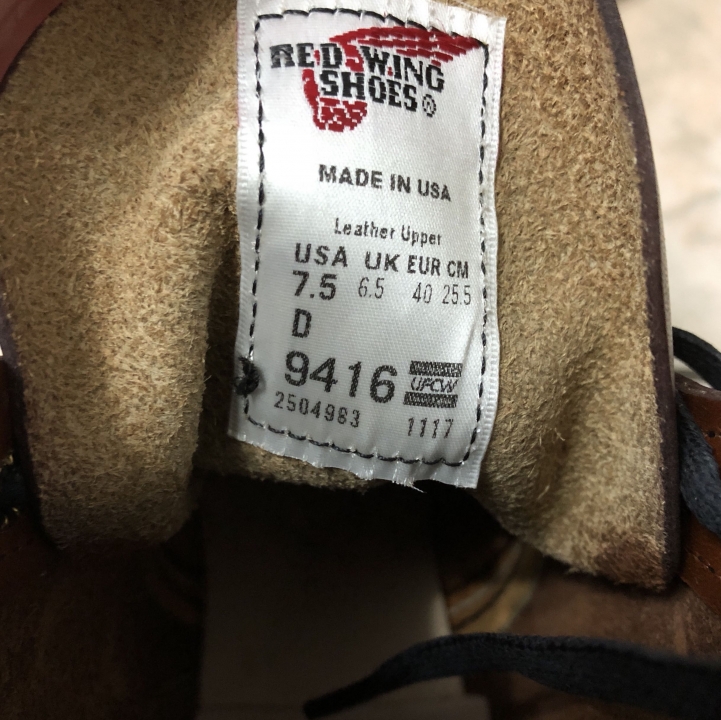 RED WING
SHOES®
MADE IN USA
Leather Upper
USA UK EUR CM
7.5 6.5 40 25.5
D
9416 UFCW
2504983 1117